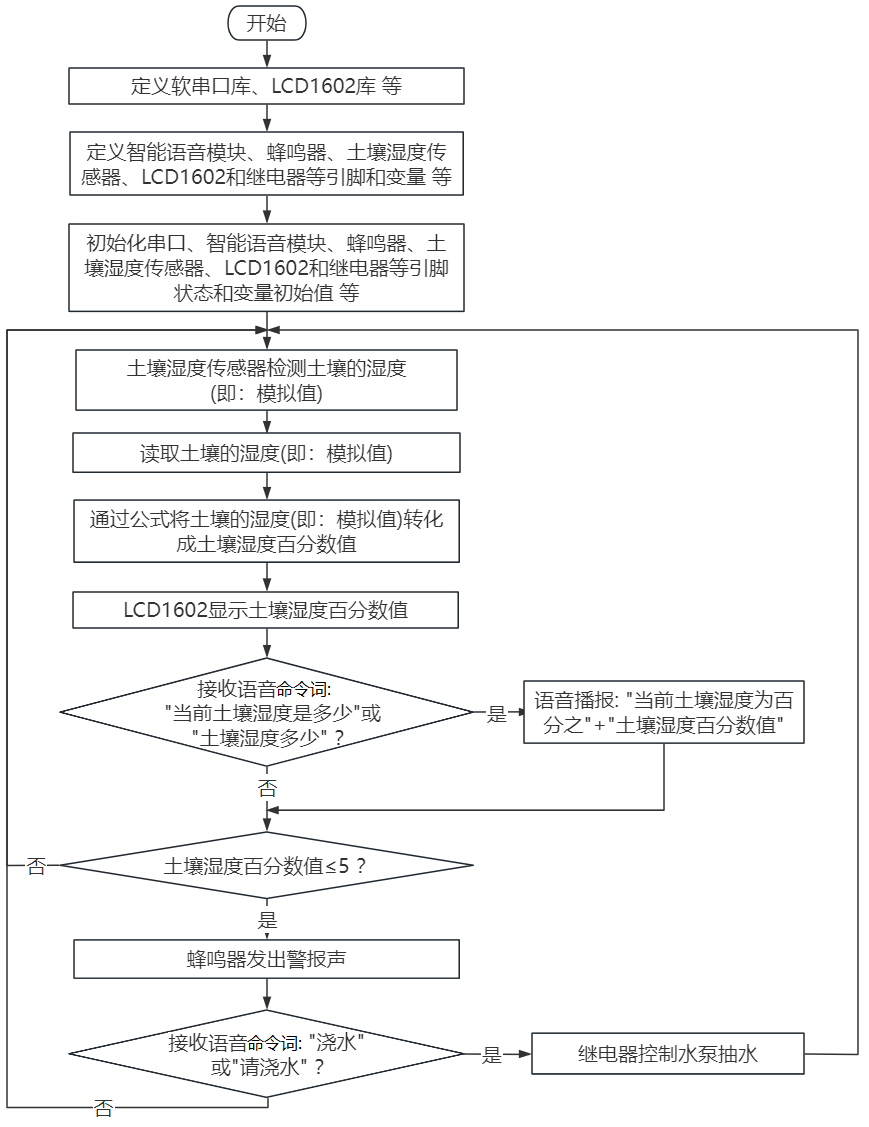 开始
定义软串口库、LCD1602库 等
定义智能语音模块、蜂鸣器、土壤湿度传
感器、LCD1602和继电器等引脚和变量 等
初始化串口、智能语音模块、蜂鸣器、土
壤湿度传感器、LCD1602和继电器等引脚
状态和变量初始值 等
土壤湿度传感器检测土壤的湿度
(即：模拟值)
读取土壤的湿度(即：模拟值)
通过公式将土壤的湿度(即：模拟值)转化
成土壤湿度百分数值
LCD1602显示土壤湿度百分数值
接收语音命令词:
"当前土壤湿度是多少"或
"土壤湿度多少"？
是
语音播报: "当前土壤湿度为百
分之"+"土壤湿度百分数值"
否
土壤湿度百分数值≤5？
否
是
蜂鸣器发出警报声
接收语音命令词: "浇水"
或"请浇水"？
是
继电器控制水泵抽水
否